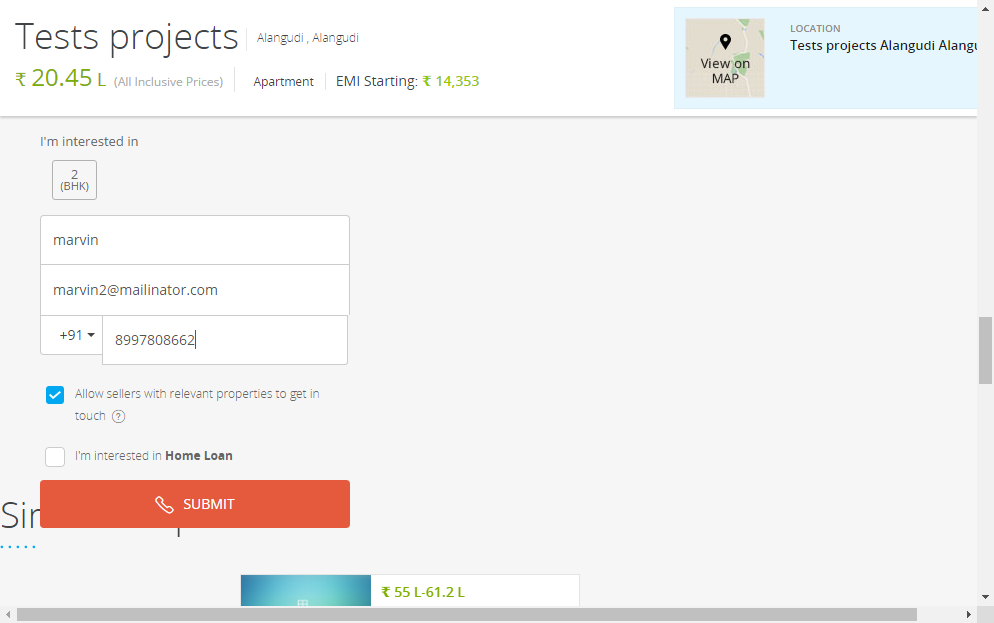 Tests projects
Alangudi , Alangudi
₹ 20.45 L (All Inclusive Prices)
Apartment
EMI Starting: ₹ 14,353
View on
MAP
LOCATION
Tests projects Alangudi Alangu
I'm interested in
2
(BHK)
marvin
marvin2@mailinator.com
+91
8997808662
Allow sellers with relevant properties to get in
touch ?
I'm interested in Home Loan
SUBMIT
₹ 55 L-61.2 L